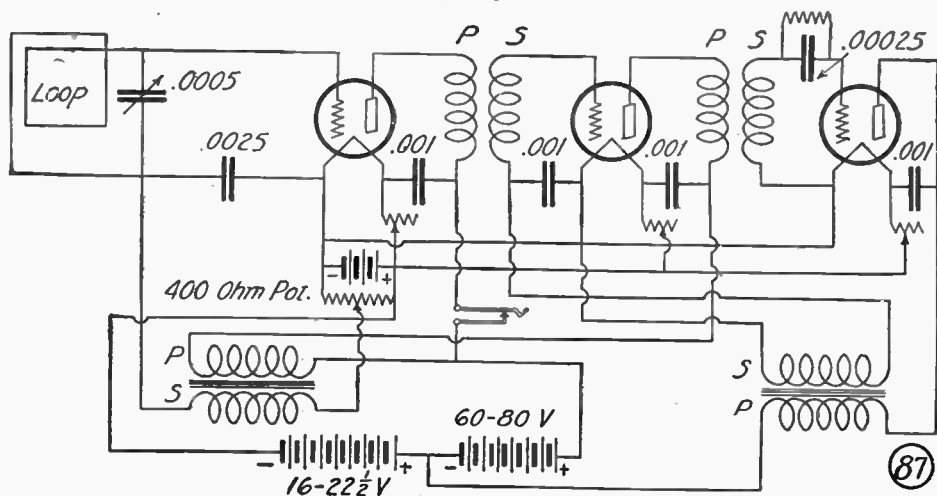 P S
P S
.00025
LOOP
.0005
.0025
.001
.001
.001
.001
- +
400 Ohm Pot.
P
S
S
P
60-80 V
- + - +
16-22½ V
87